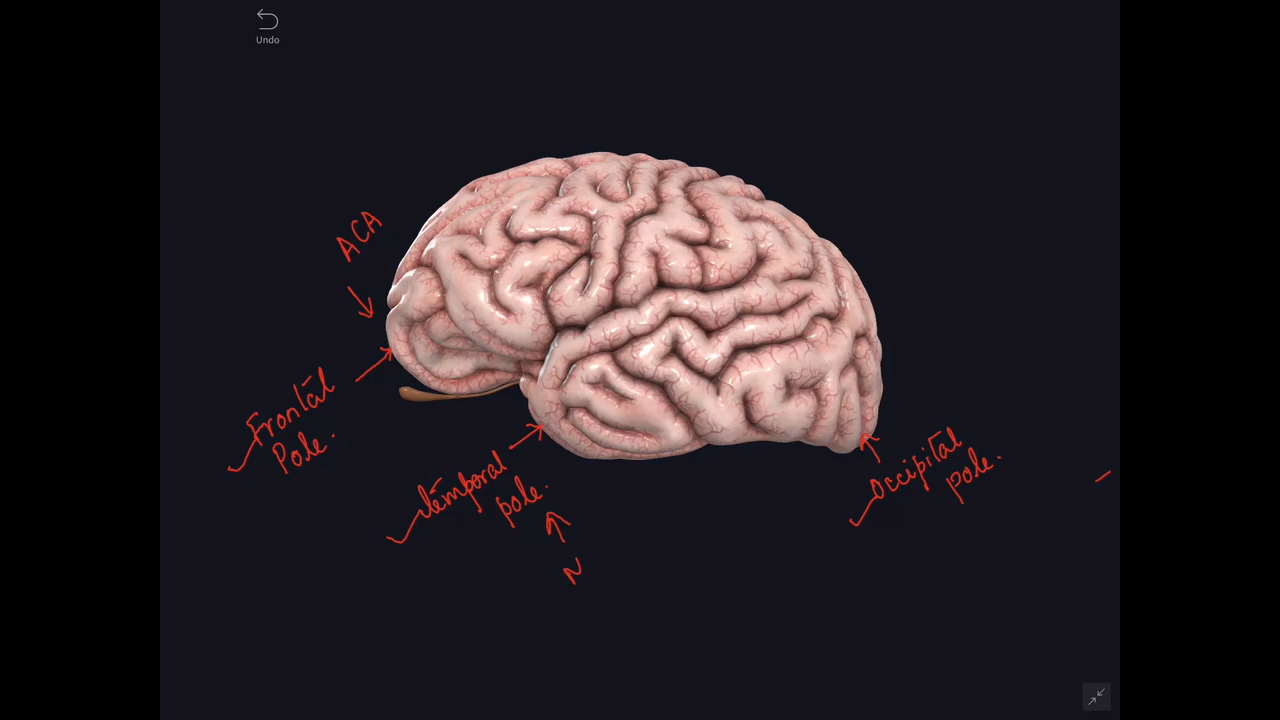 Undo
ACA
Frontal
Pole.
temporal
pole.
N
Occipital
pole.